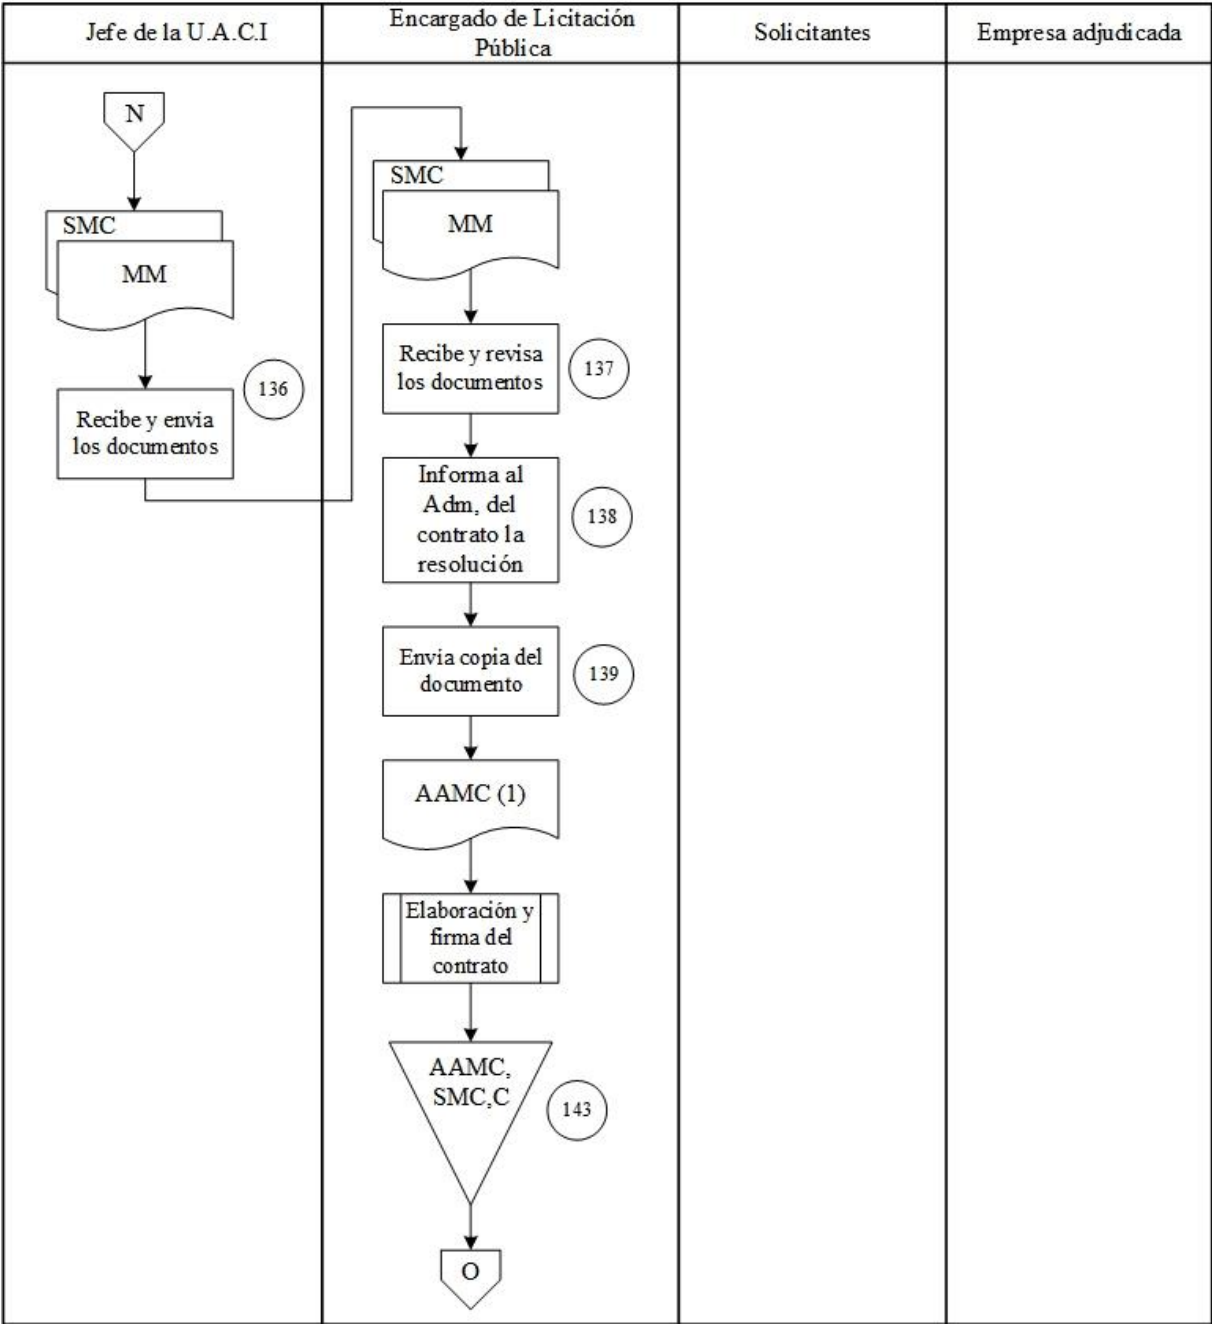 Jefe de la U.A.C.I
Encargado de Licitación
Pública
Solicitantes
Empresa adjudicada
N
SMC
MM
136
Recibe y envia
los documentos
SMC
MM
Recibe y revisa
los documentos
137
Informa al
Adm, del
contrato la
resolución
138
Envia copia del
documento
139
AAMC (1)
Elaboración y
firma del
contrato
AAMC,
SMC,C
143
O